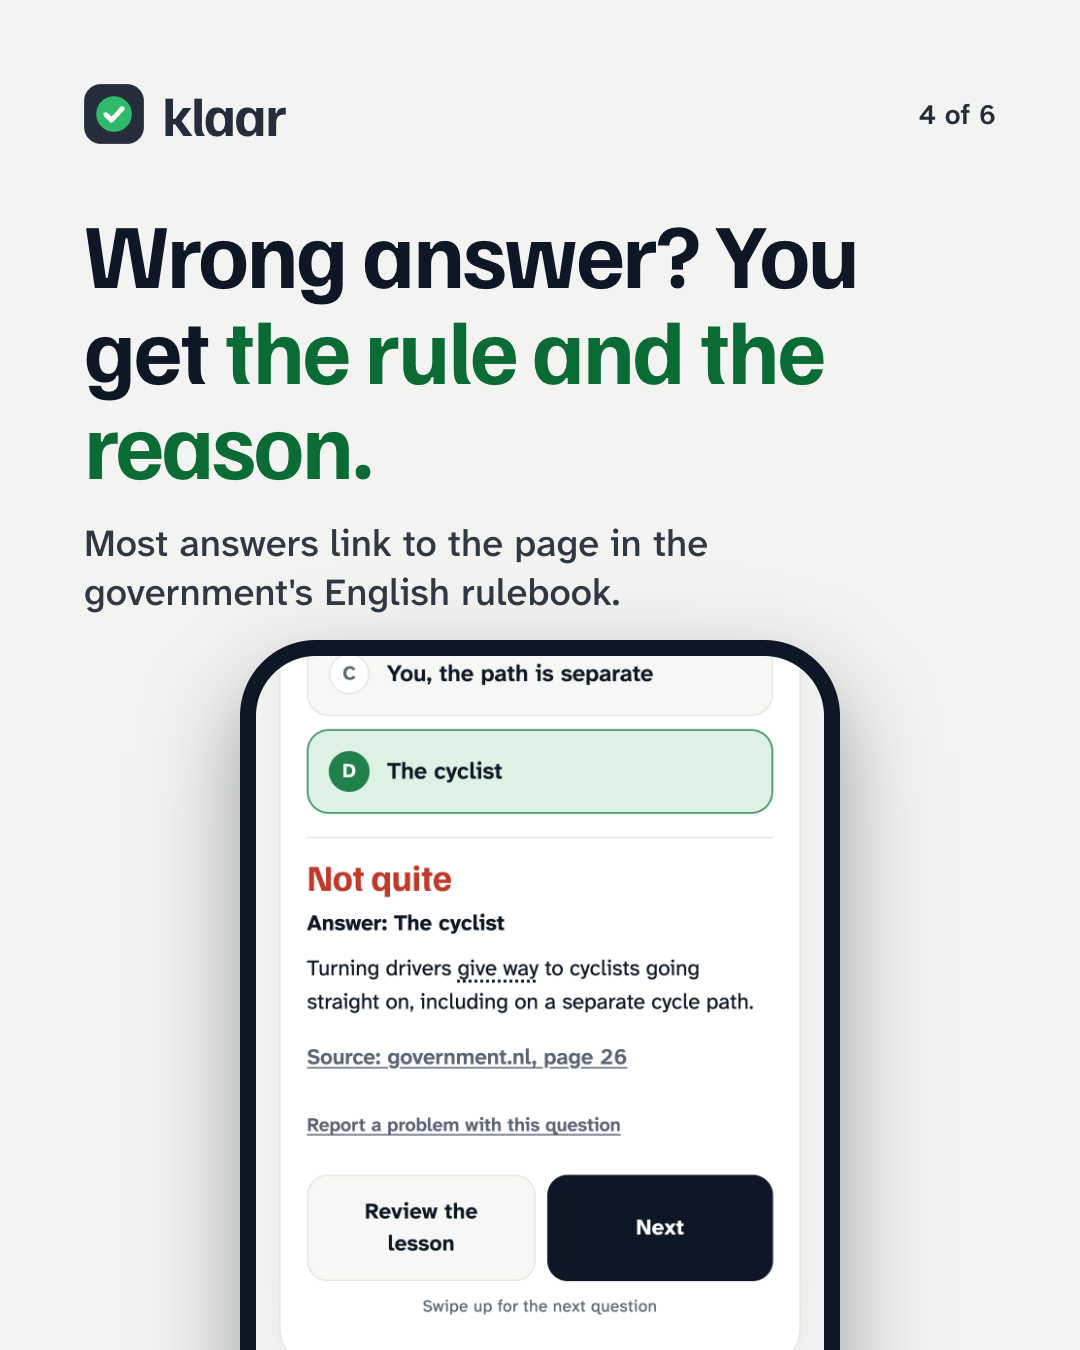 klaar
4 of 6
Wrong answer? You
get the rule and the
reason.
Most answers link to the page in the
government's English rulebook.
C You, the path is separate
D The cyclist
Not quite
Answer: The cyclist
Turning drivers give way to cyclists going
straight on, including on a separate cycle path.
Source: government.nl, page 26
Report a problem with this question
Review the
lesson
Next
Swipe up for the next question